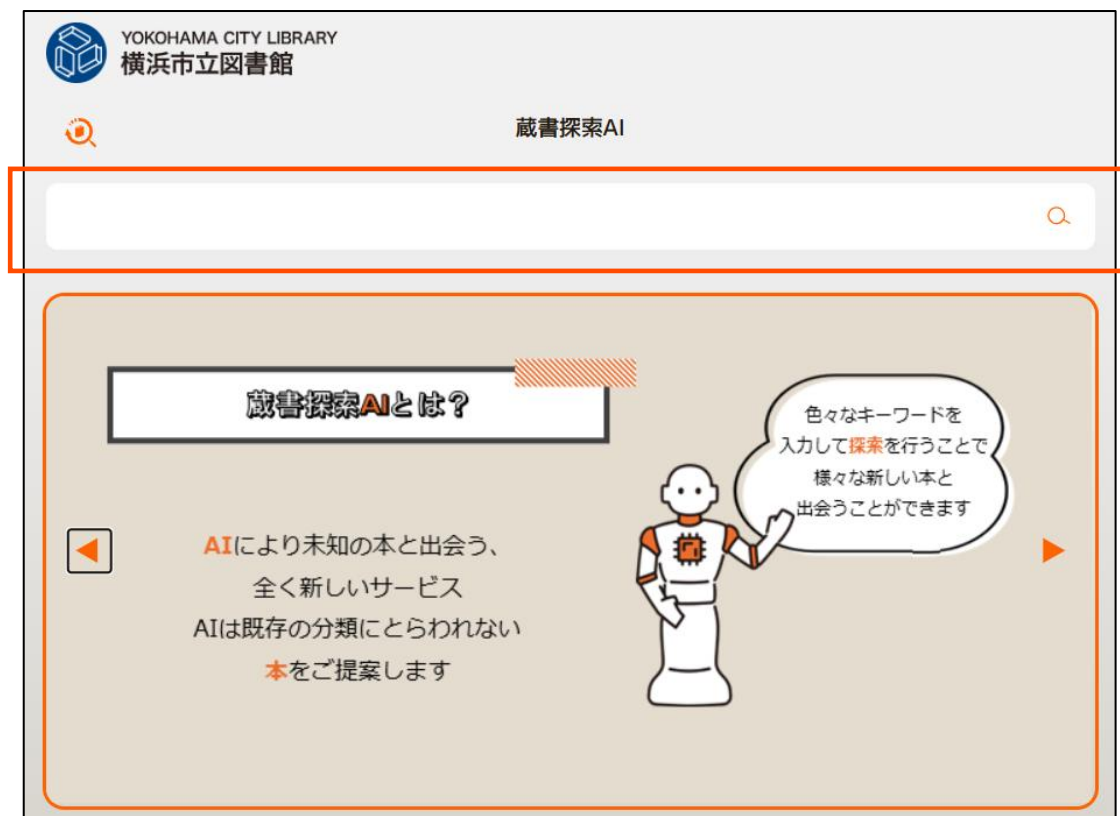 YOKOHAMA CITY LIBRARY
横浜市立図書館
蔵書探索AI
蔵書探索AIとは？
色々なキーワードを
入力して探索を行うことで
様々な新しい本と
出会うことができます
AIにより未知の本と出会う、
全く新しいサービス
AIは既存の分類にとらわれない
本をご提案します